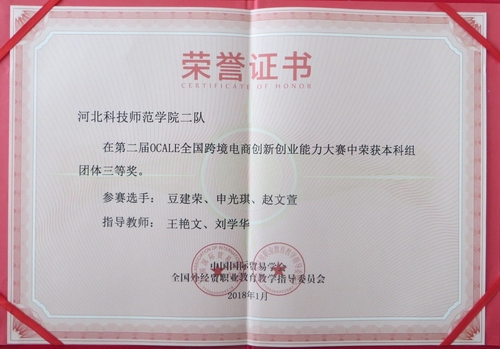 荣誉证书
CERTIFICATE OF HONOR
河北科技师范学院二队
在第二届OCALE全国跨境电商创新创业能力大赛中荣获本科组
团体三等奖。
参赛选手：豆建荣、申光琪、赵文萱
指导教师：王艳文、刘学华
中国国际贸易学会
全国外经贸职业教育教学指导委员会
2018年1月